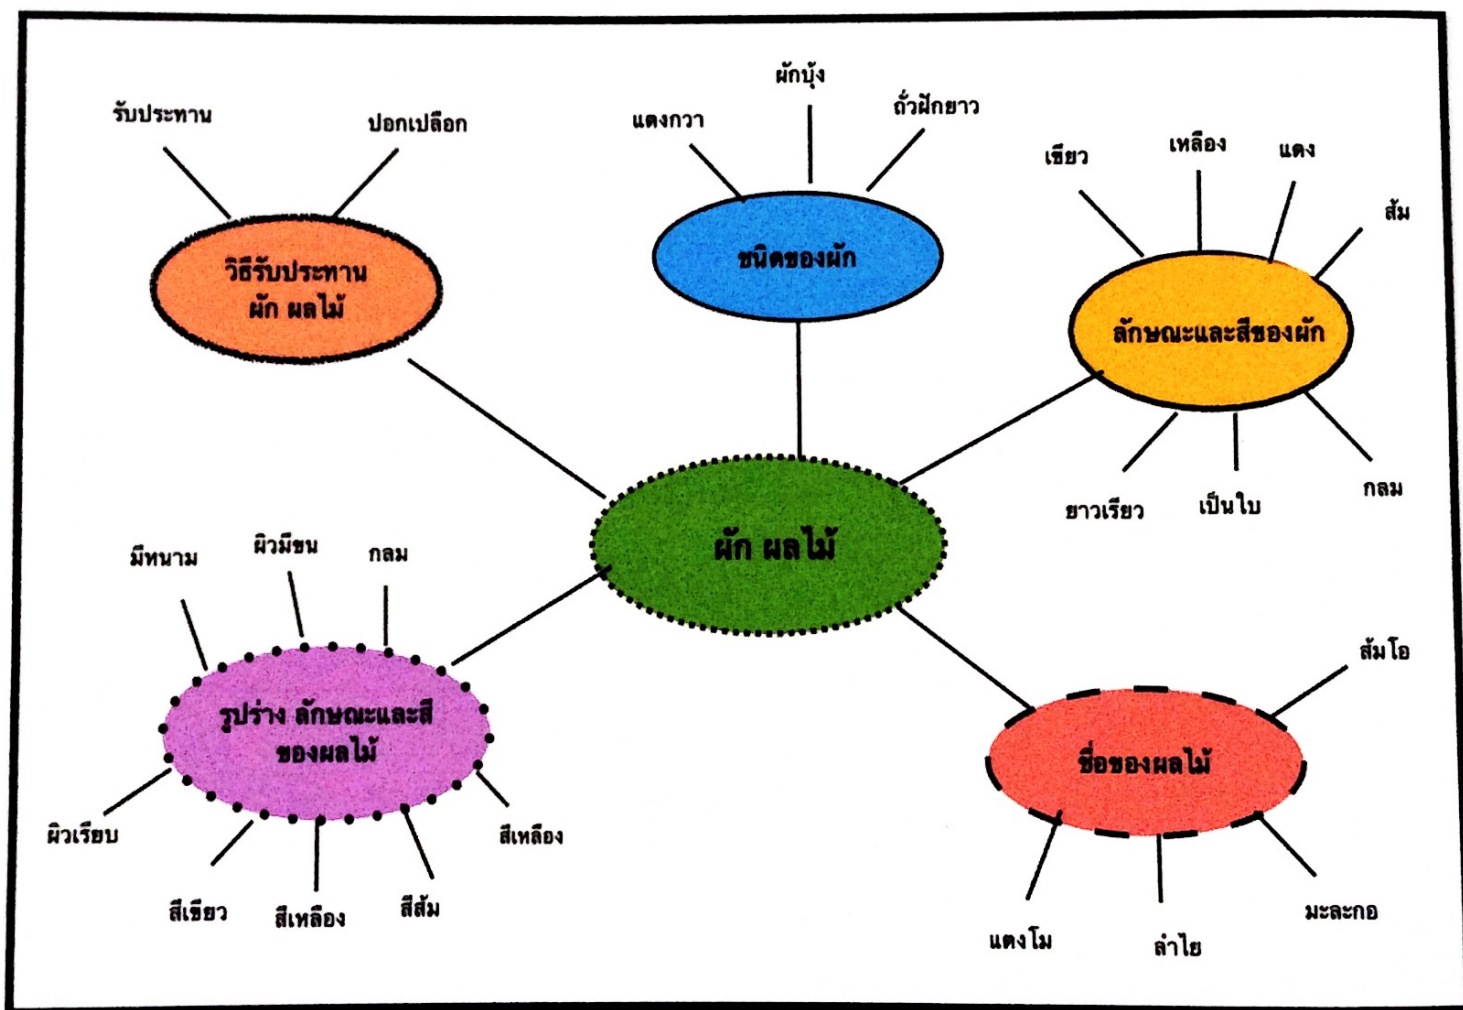 ผักบุ้ง
รับประทาน
ปอกเปลือก
แตงกวา
ถั่วฝักยาว
เขียว
เหลือง
แดง
ส้ม
วิธีรับประทาน
ผัก ผลไม้
ชนิดของผัก
ลักษณะและสีของผัก
ยาวเรียว
เป็นใบ
กลม
ผัก ผลไม้
มีหนาม
ผิวมีขน
กลม
รูปร่าง ลักษณะและสี
ของผลไม้
ผิวเรียบ
สีเขียว
สีเหลือง
สีส้ม
สีเหลือง
ส้มโอ
ชื่อของผลไม้
แตงโม
ลำไย
มะละกอ